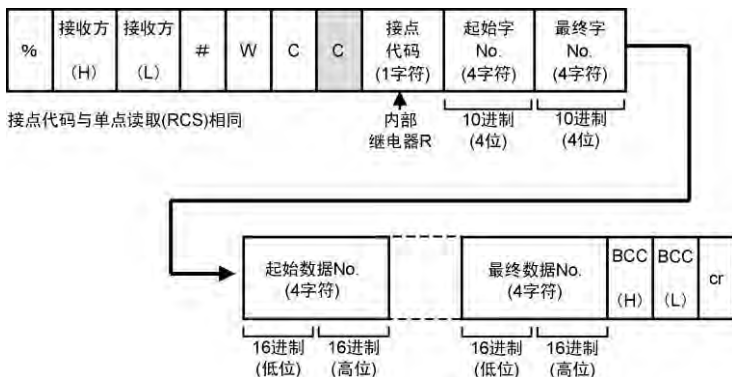 % 接收方 (H) 接收方 (L) # W C C 接点代码 (1字符) 起始字 No. (4字符) 最终字 No. (4字符)
接点代码与单点读取(RCS)相同
内部继电器R
10进制 (4位) 10进制 (4位)
起始数据No. (4字符) 最终数据No. (4字符) BCC (H) BCC (L) cr
16进制 (低位) 16进制 (高位) 16进制 (低位) 16进制 (高位)